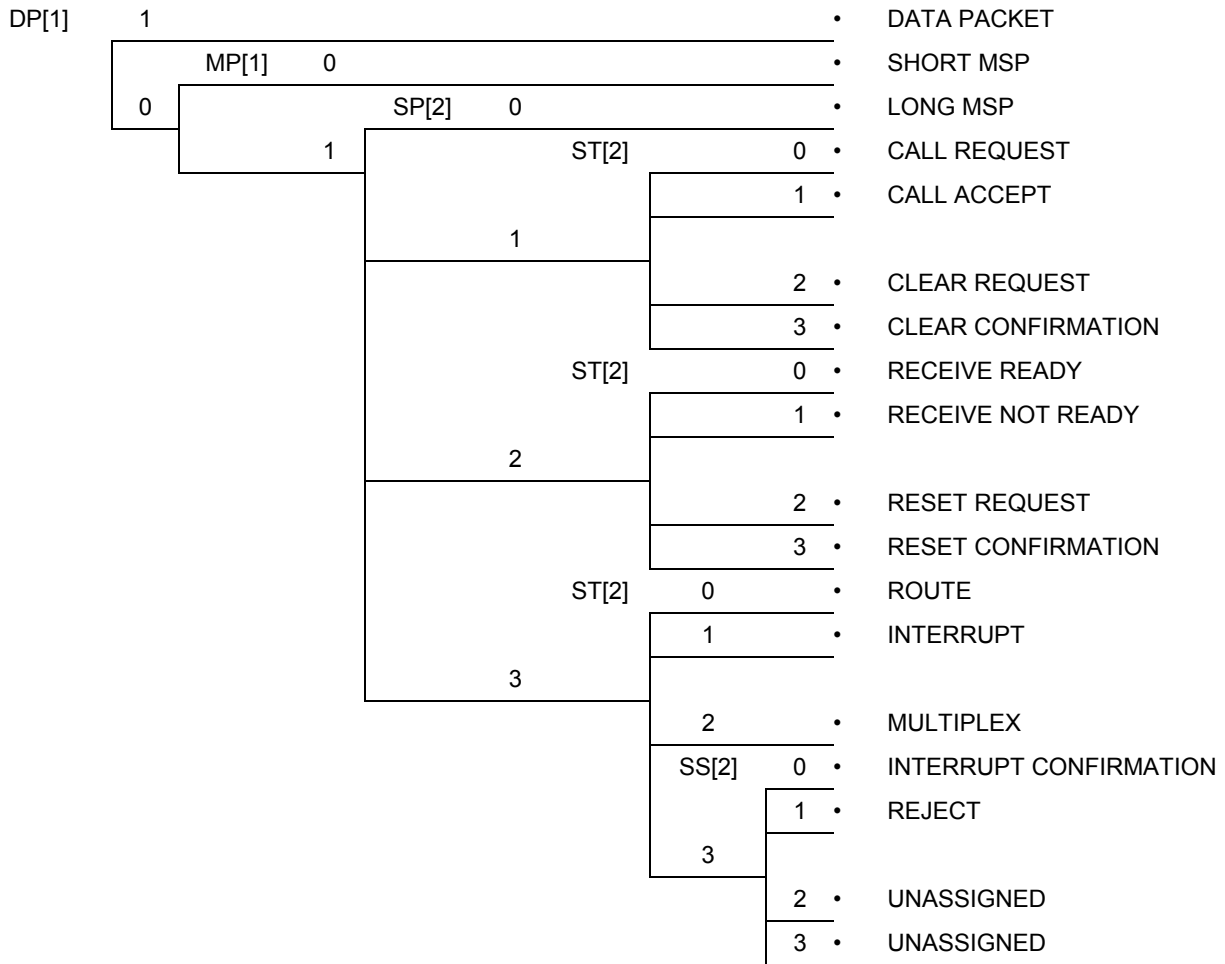 DP[1] 1 • DATA PACKET
MP[1] 0 • SHORT MSP
0 SP[2] 0 • LONG MSP
1 ST[2] 0 • CALL REQUEST
1 • CALL ACCEPT
1
2 • CLEAR REQUEST
3 • CLEAR CONFIRMATION
ST[2] 0 • RECEIVE READY
1 • RECEIVE NOT READY
2
2 • RESET REQUEST
3 • RESET CONFIRMATION
ST[2] 0 • ROUTE
1 • INTERRUPT
3
2 • MULTIPLEX
SS[2] 0 • INTERRUPT CONFIRMATION
1 • REJECT
3
2 • UNASSIGNED
3 • UNASSIGNED